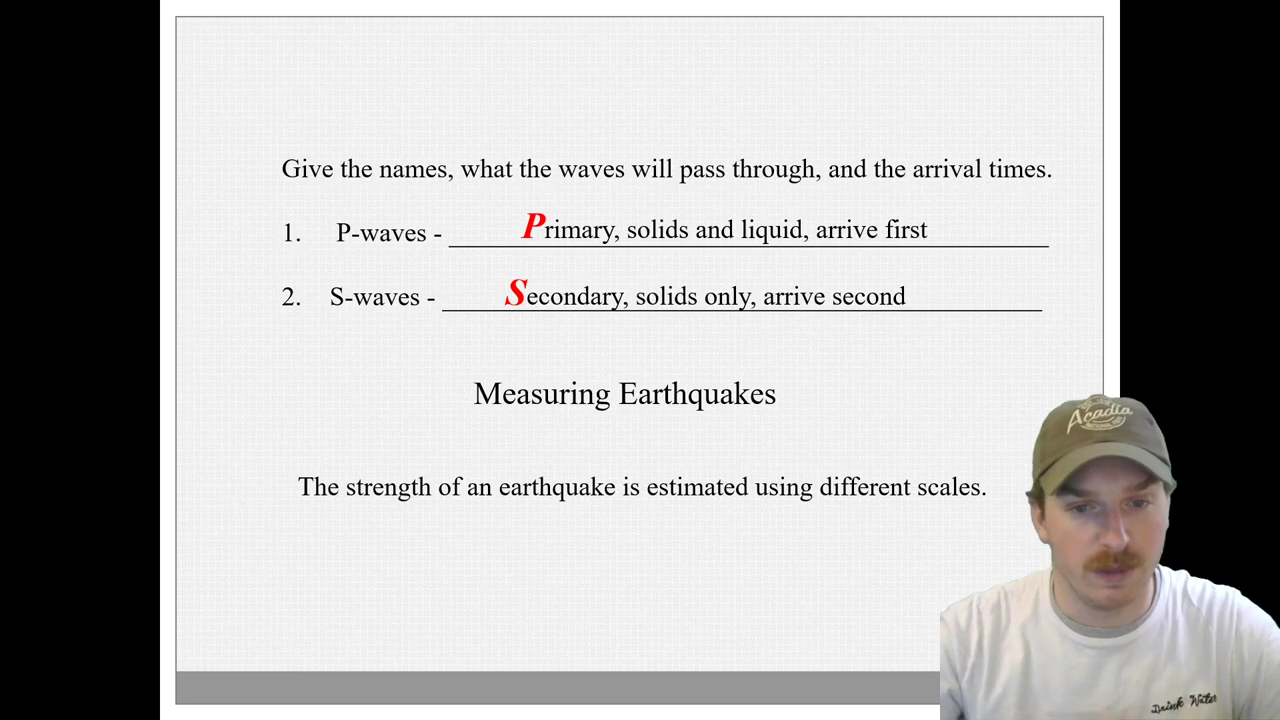 Give the names, what the waves will pass through, and the arrival times.
1. P-waves - Primary, solids and liquid, arrive first
2. S-waves - Secondary, solids only, arrive second
Measuring Earthquakes
The strength of an earthquake is estimated using different scales.
Acadia
Drink Water